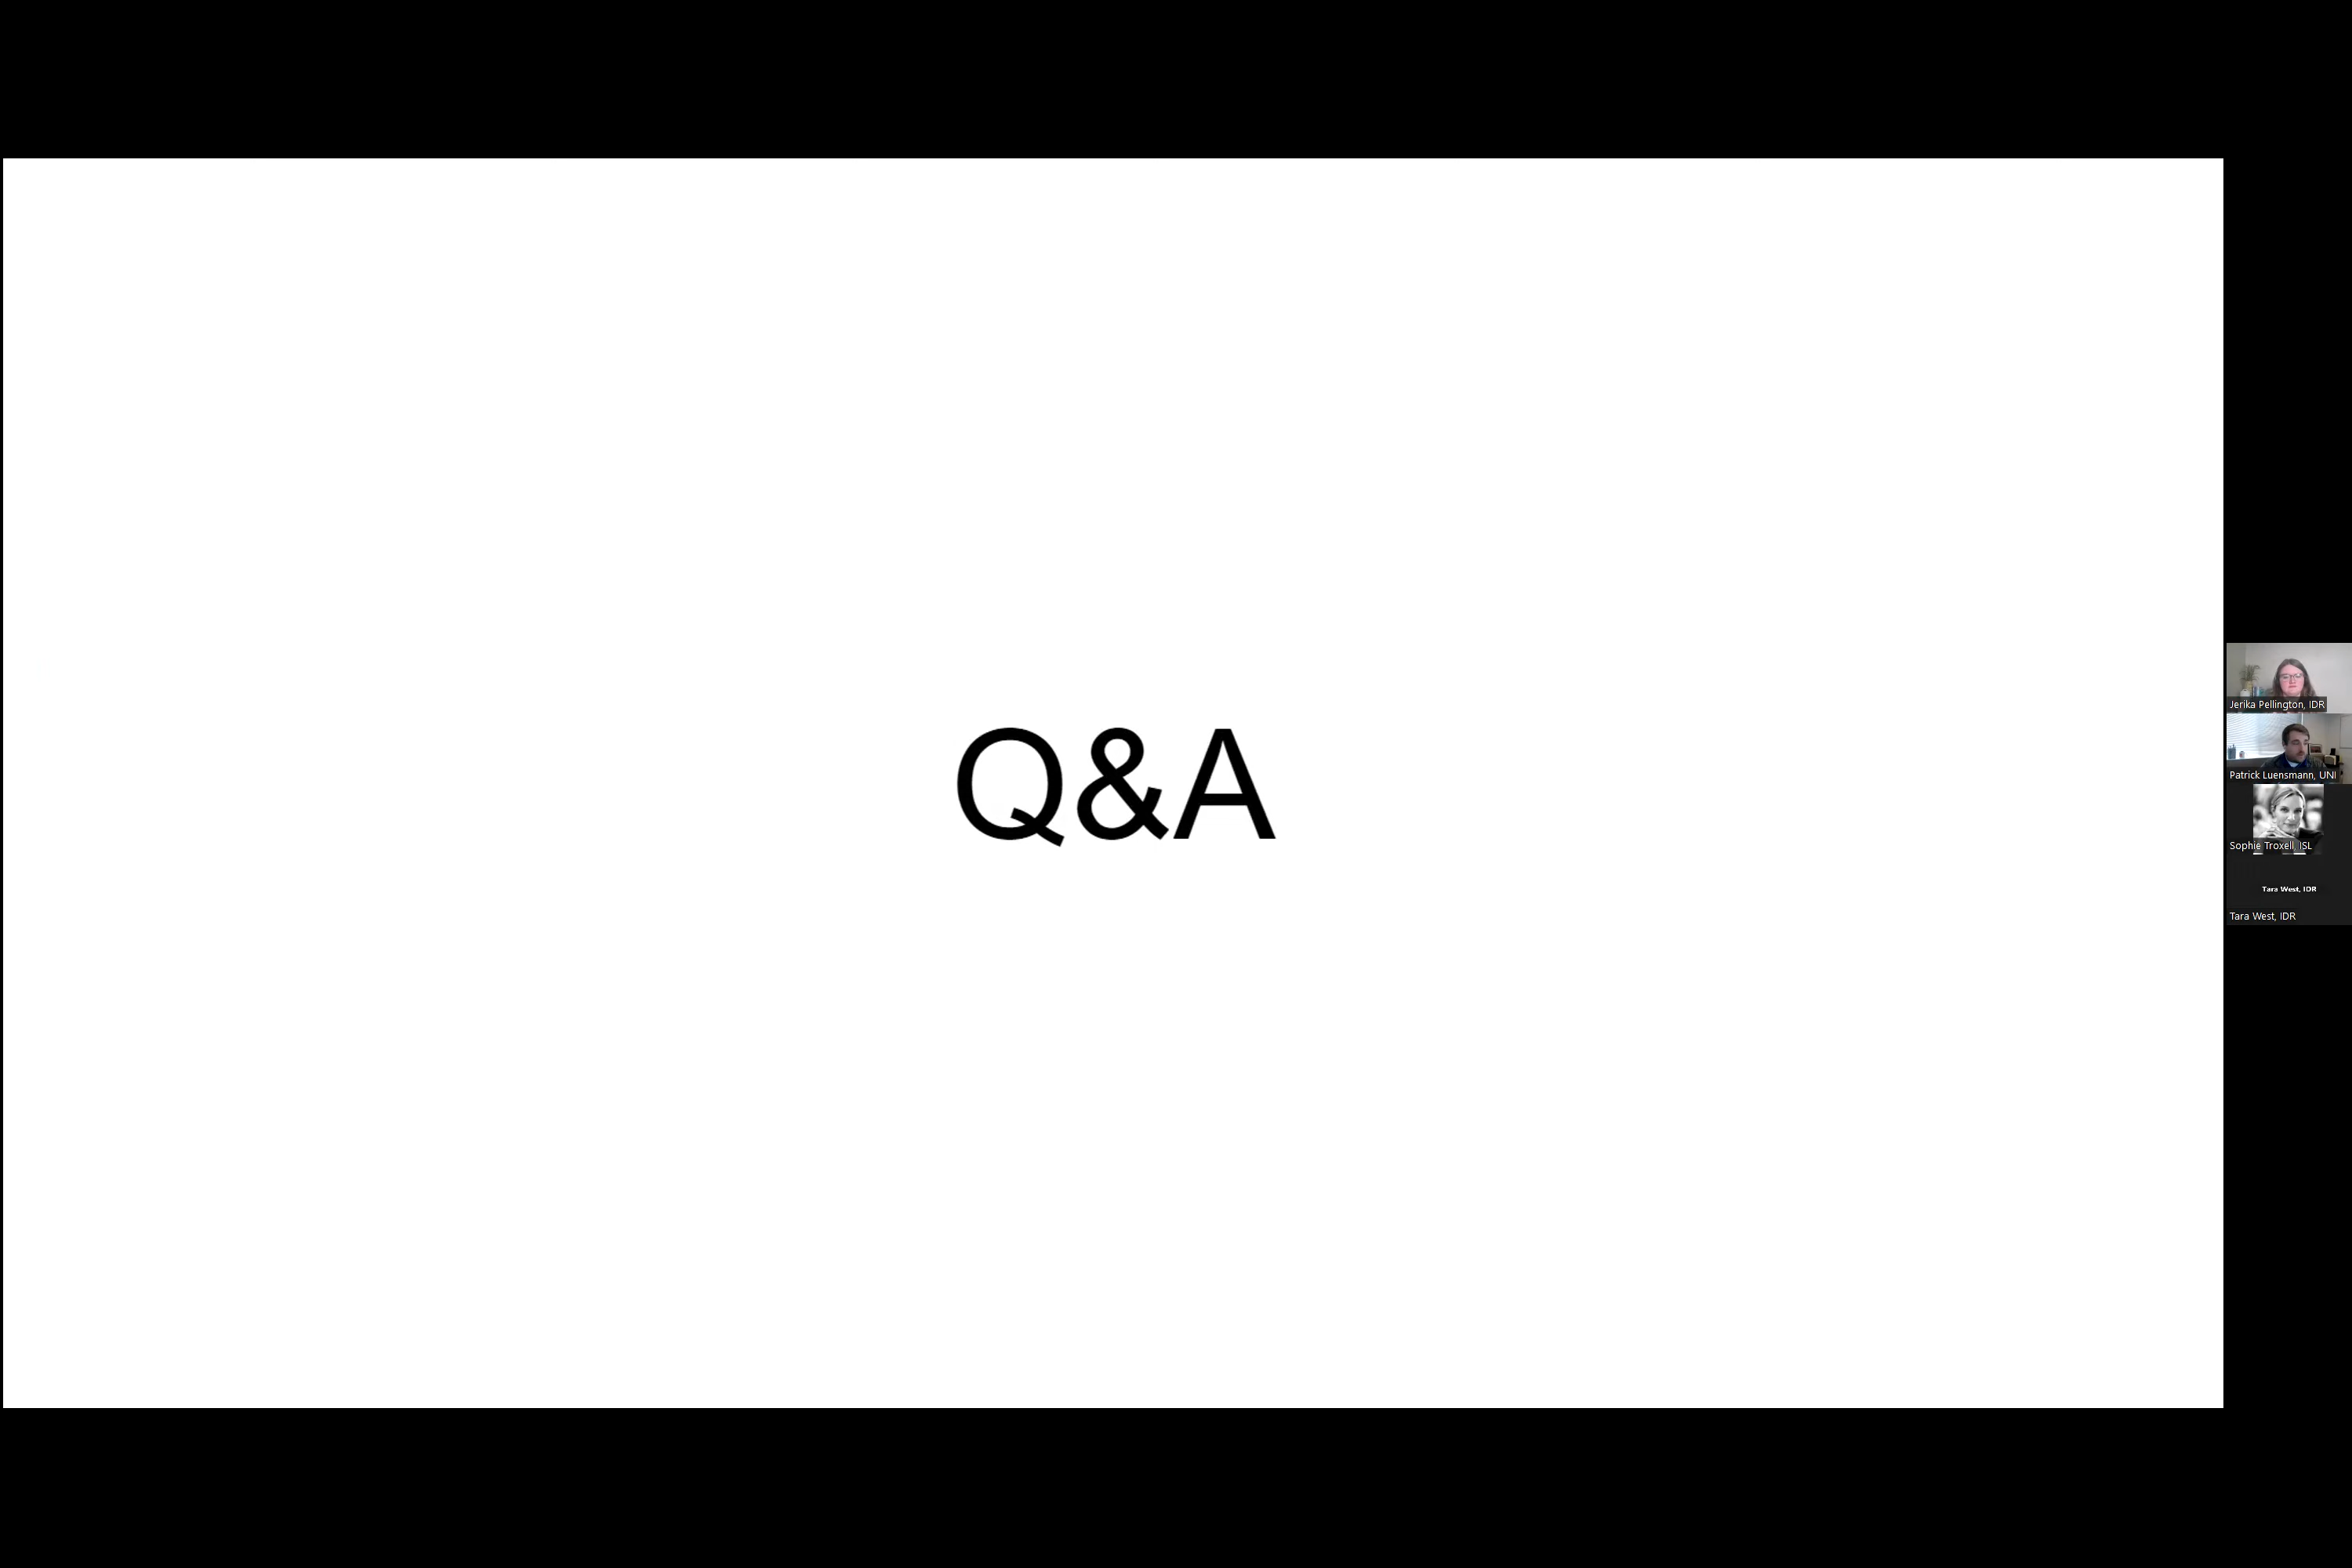 Q&A
Jerika Pellington, IDR
Patrick Luensmann, UNI
Sophie Troxell, ISL
Tara West, IDR
Tara West, IDR